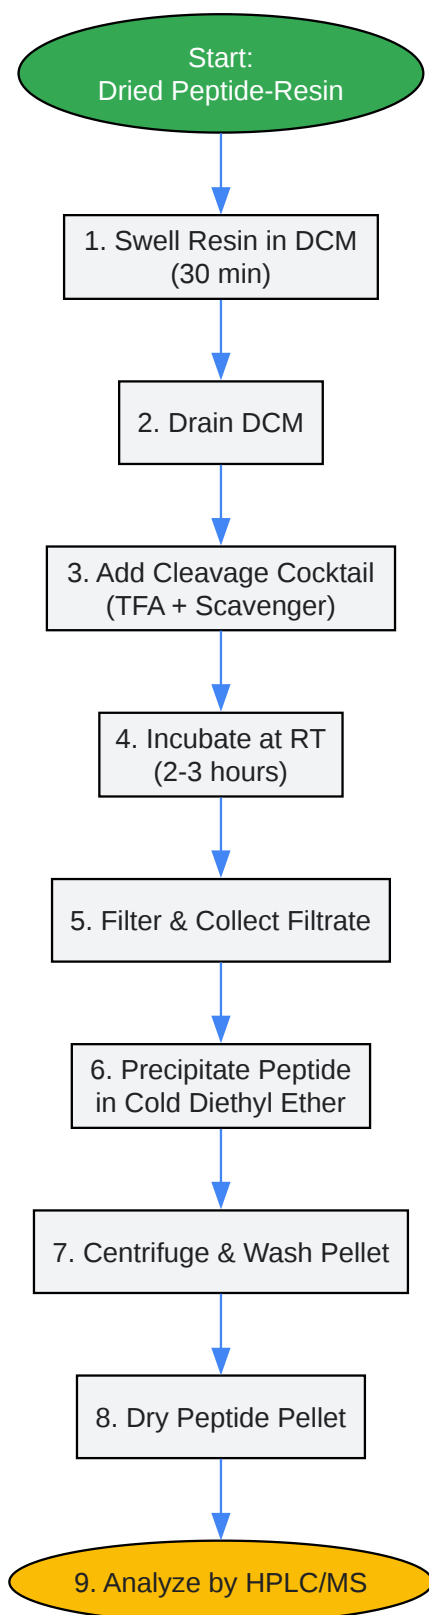 Start:
Dried Peptide-Resin
1. Swell Resin in DCM
(30 min)
2. Drain DCM
3. Add Cleavage Cocktail
(TFA + Scavenger)
4. Incubate at RT
(2-3 hours)
5. Filter & Collect Filtrate
6. Precipitate Peptide
in Cold Diethyl Ether
7. Centrifuge & Wash Pellet
8. Dry Peptide Pellet
9. Analyze by HPLC/MS